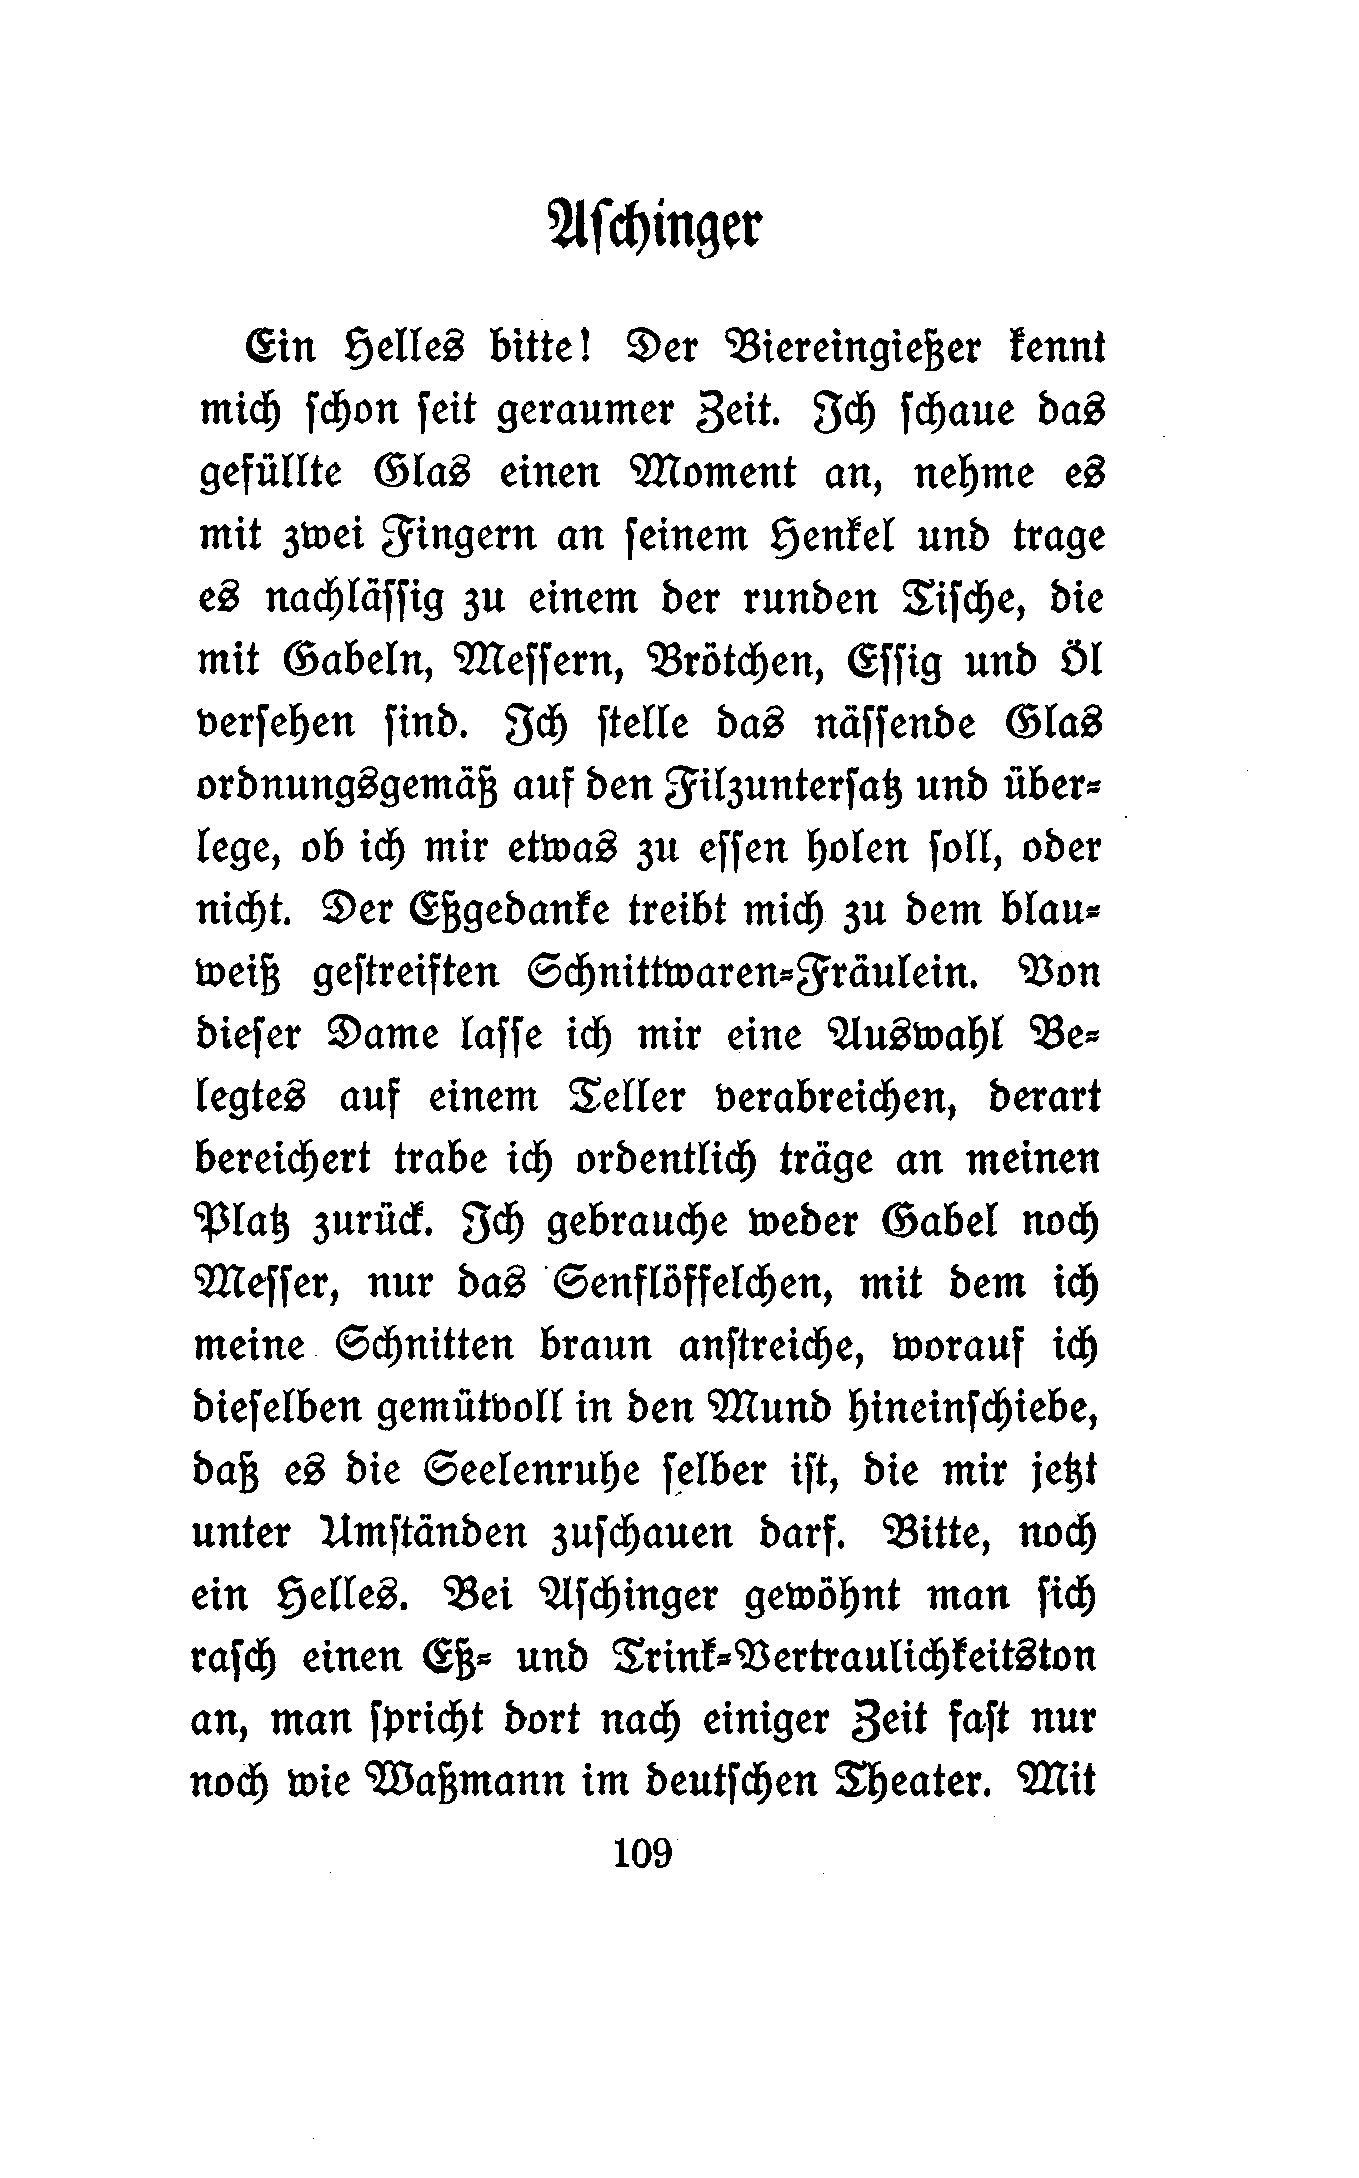 Aschinger
Ein Helles bitte! Der Biereingießer kennt
mich schon seit geraumer Zeit. Ich schaue das
gefüllte Glas einen Moment an, nehme es
mit zwei Fingern an seinem Henkel und trage
es nachlässig zu einem der runden Tische, die
mit Gabeln, Messern, Brötchen, Essig und Öl
versehen sind. Ich stelle das nässende Glas
ordnungsgemäß auf den Filzuntersatz und über-
lege, ob ich mir etwas zu essen holen soll, oder
nicht. Der Eßgedanke treibt mich zu dem blau-
weiß gestreiften Schnittwaren-Fräulein. Von
dieser Dame lasse ich mir eine Auswahl Be-
legtes auf einem Teller verabreichen, derart
bereichert trabe ich ordentlich träge an meinen
Platz zurück. Ich gebrauche weder Gabel noch
Messer, nur das Senflöffelchen, mit dem ich
meine Schnitten braun anstreiche, worauf ich
dieselben gemütvoll in den Mund hineinschiebe,
daß es die Seelenruhe selber ist, die mir jetzt
unter Umständen zuschauen darf. Bitte, noch
ein Helles. Bei Aschinger gewöhnt man sich
rasch einen Eß- und Trink-Vertraulichkeitston
an, man spricht dort nach einiger Zeit fast nur
noch wie Waßmann im deutschen Theater. Mit
109